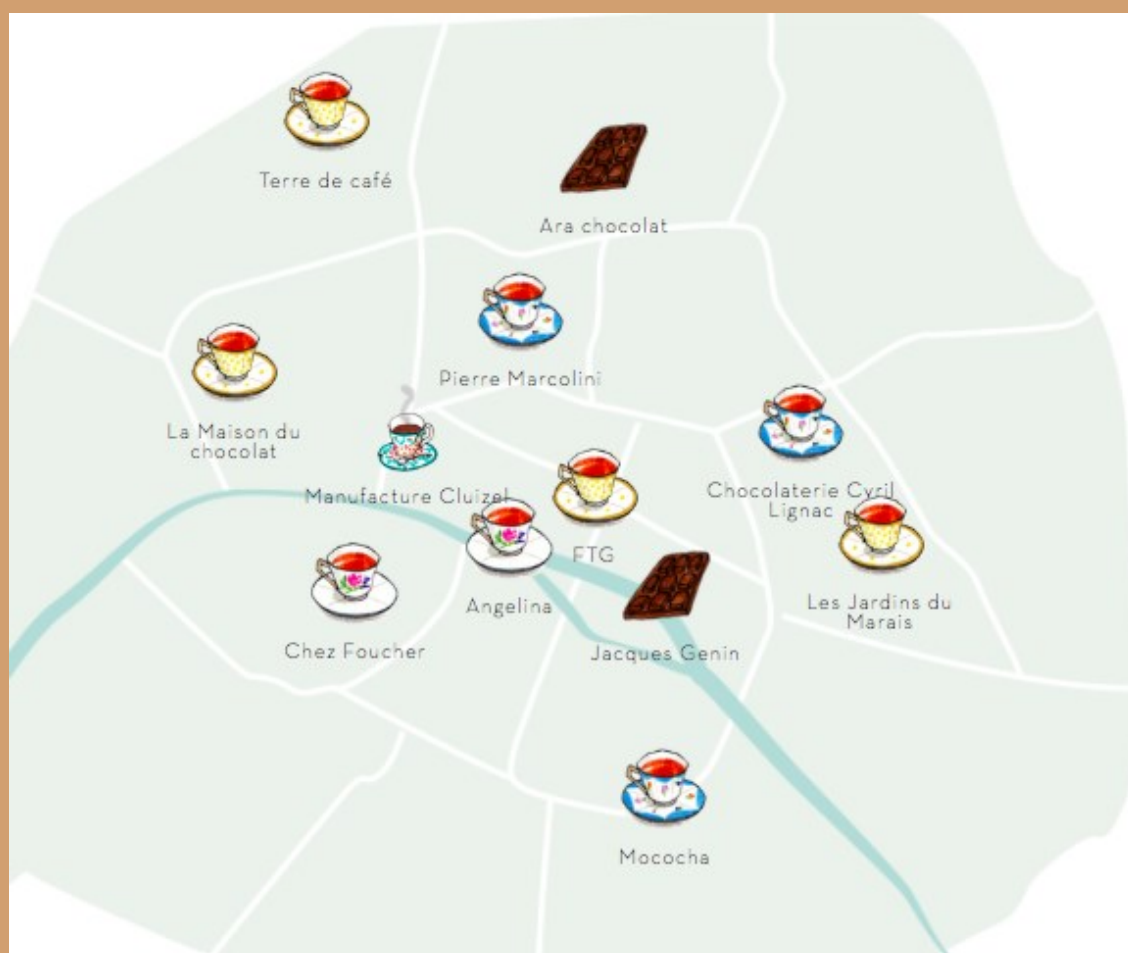 Terre de café
Ara chocolat
Pierre Marcolini
La Maison du
chocolat
Manufacture Cluizel
Chocolaterie Cyril
Lignac
FTG
Angelina
Les Jardins du
Marais
Chez Foucher
Jacques Genin
Mococha